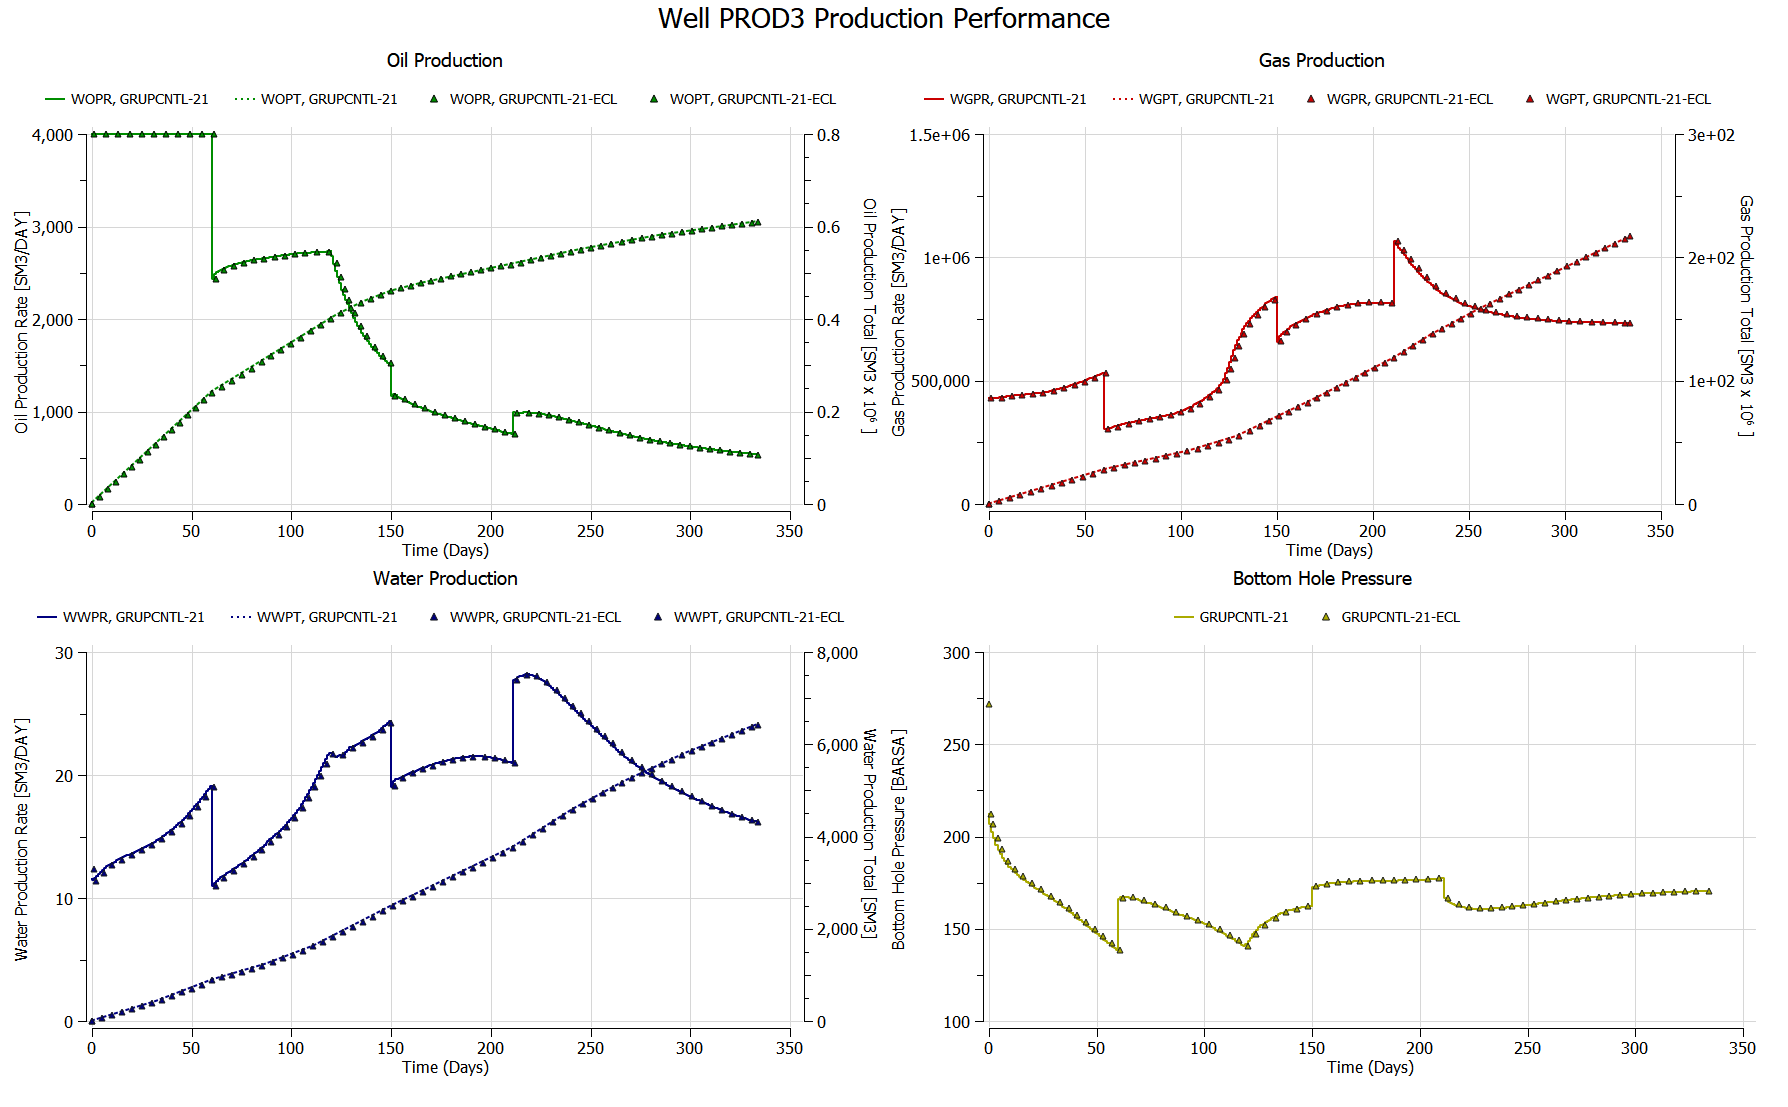 Well PROD3 Production Performance
Oil Production
WOPR, GRUPCNTL-21 WOPT, GRUPCNTL-21 WOPR, GRUPCNTL-21-ECL WOPT, GRUPCNTL-21-ECL
Oil Production Rate [SM3/DAY]
4,000
3,000
2,000
1,000
0
0.8
0.6
0.4
0.2
0
Oil Production Total [SM3 x 10⁶ ]
0 50 100 150 200 250 300 350
Time (Days)
Gas Production
WGPR, GRUPCNTL-21 WGPT, GRUPCNTL-21 WGPR, GRUPCNTL-21-ECL WGPT, GRUPCNTL-21-ECL
Gas Production Rate [SM3/DAY]
1.5e+06
1e+06
500,000
0
3e+02
2e+02
1e+02
0
Gas Production Total [SM3 x 10⁶ ]
0 50 100 150 200 250 300 350
Time (Days)
Water Production
WWPR, GRUPCNTL-21 WWPT, GRUPCNTL-21 WWPR, GRUPCNTL-21-ECL WWPT, GRUPCNTL-21-ECL
Water Production Rate [SM3/DAY]
30
20
10
0
8,000
6,000
4,000
2,000
0
Water Production Total [SM3]
0 50 100 150 200 250 300 350
Time (Days)
Bottom Hole Pressure
GRUPCNTL-21 GRUPCNTL-21-ECL
Bottom Hole Pressure [BARSA]
300
250
200
150
100
0 50 100 150 200 250 300 350
Time (Days)